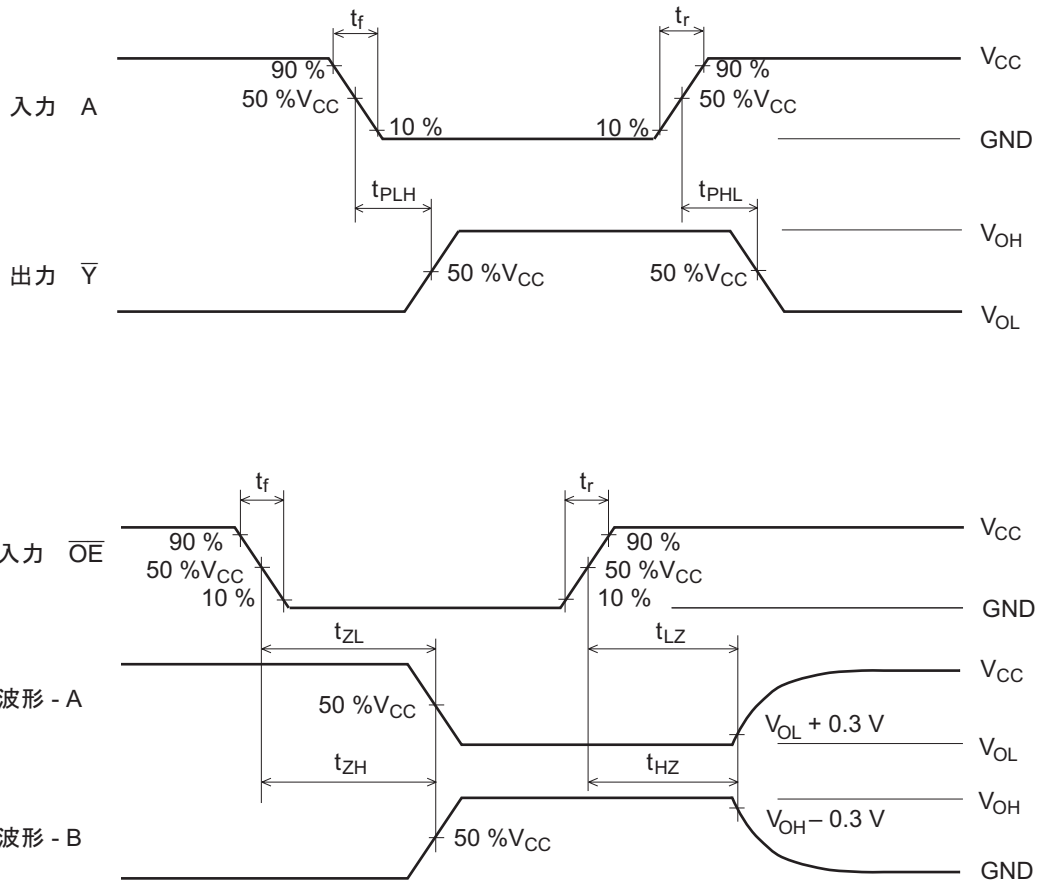 tf
tr
90 %
90 %
VCC
入力 A
50 %VCC
50 %VCC
10 %
10 %
GND
tPLH
tPHL
VOH
出力 Y̅
50 %VCC
50 %VCC
VOL
tf
tr
VCC
入力 O̅E̅
90 %
90 %
50 %VCC
50 %VCC
10 %
10 %
GND
tZL
tLZ
VCC
波形 - A
50 %VCC
VOL + 0.3 V
VOL
tZH
tHZ
VOH
VOH – 0.3 V
波形 - B
50 %VCC
GND